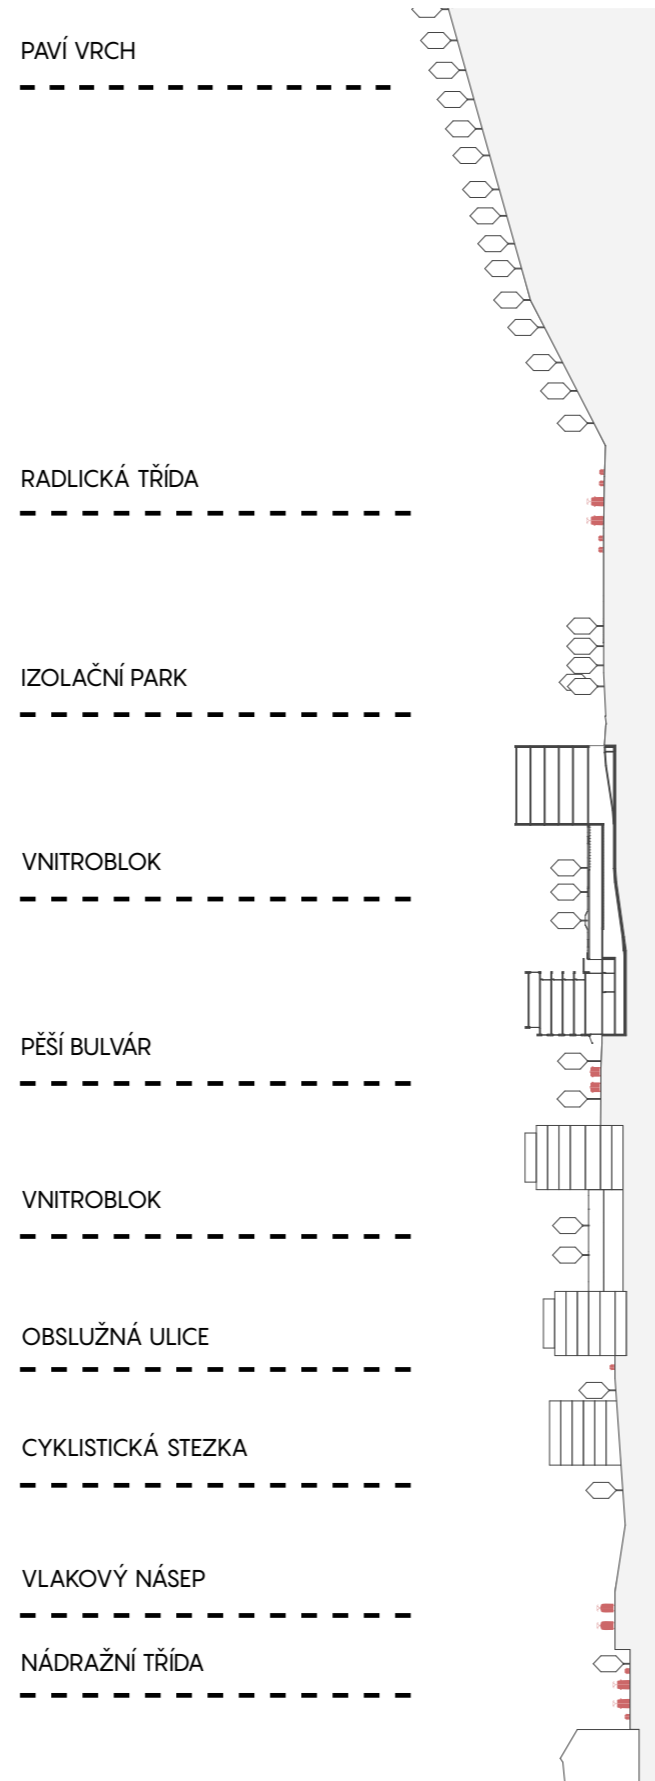 PAVÍ VRCH
RADLICKÁ TŘÍDA
IZOLAČNÍ PARK
VNITROBLOK
PĚŠÍ BULVÁR
VNITROBLOK
OBSLUŽNÁ ULICE
CYKLISTICKÁ STEZKA
VLAKOVÝ NÁSEP
NÁDRAŽNÍ TŘÍDA